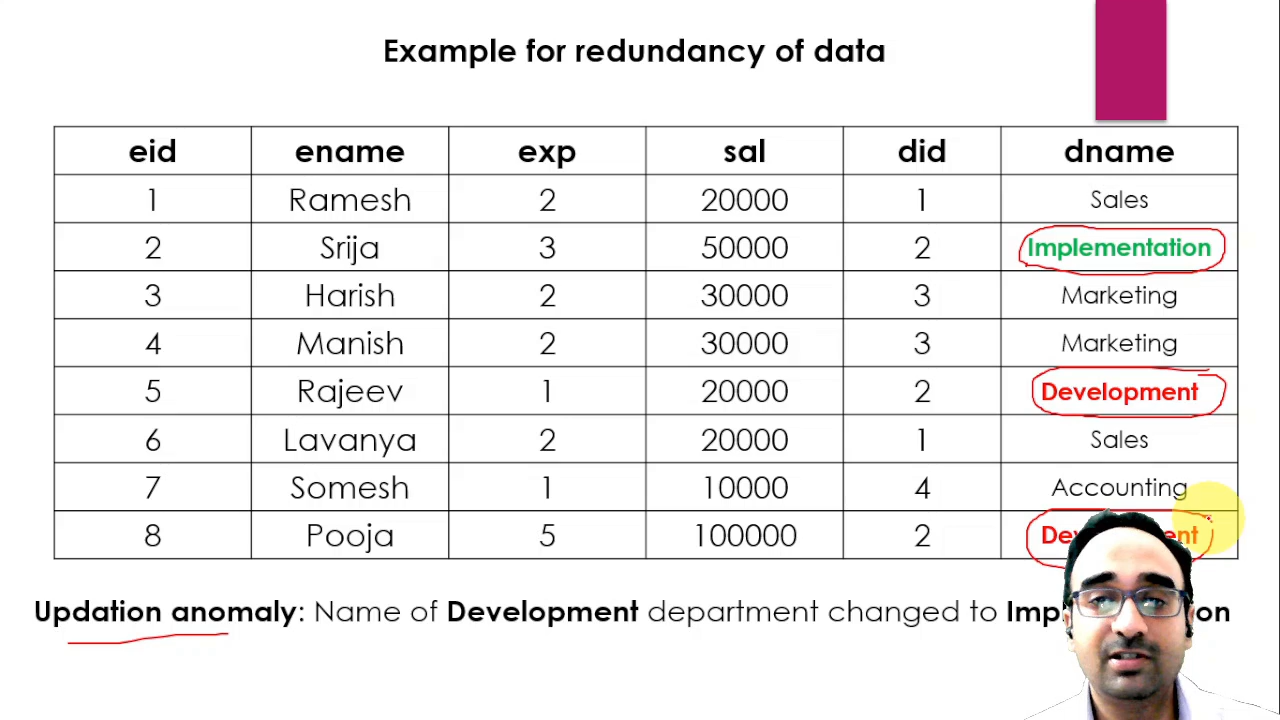 Example for redundancy of data
eid ename exp sal did dname
1 Ramesh 2 20000 1 Sales
2 Srija 3 50000 2 Implementation
3 Harish 2 30000 3 Marketing
4 Manish 2 30000 3 Marketing
5 Rajeev 1 20000 2 Development
6 Lavanya 2 20000 1 Sales
7 Somesh 1 10000 4 Accounting
8 Pooja 5 100000 2
Updation anomaly: Name of Development department changed to